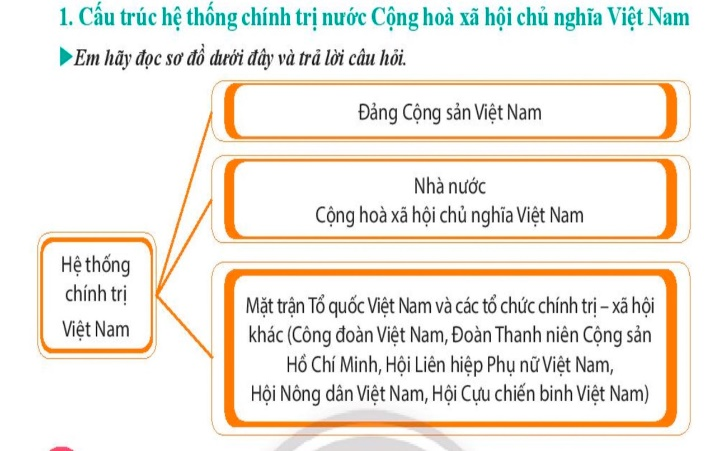 1. Cấu trúc hệ thống chính trị nước Cộng hoà xã hội chủ nghĩa Việt Nam
Em hãy đọc sơ đồ dưới đây và trả lời câu hỏi.
Đảng Cộng sản Việt Nam
Nhà nước
Cộng hoà xã hội chủ nghĩa Việt Nam
Hệ thống
chính trị
Việt Nam
Mặt trận Tổ quốc Việt Nam và các tổ chức chính trị – xã hội
khác (Công đoàn Việt Nam, Đoàn Thanh niên Cộng sản
Hồ Chí Minh, Hội Liên hiệp Phụ nữ Việt Nam,
Hội Nông dân Việt Nam, Hội Cựu chiến binh Việt Nam)